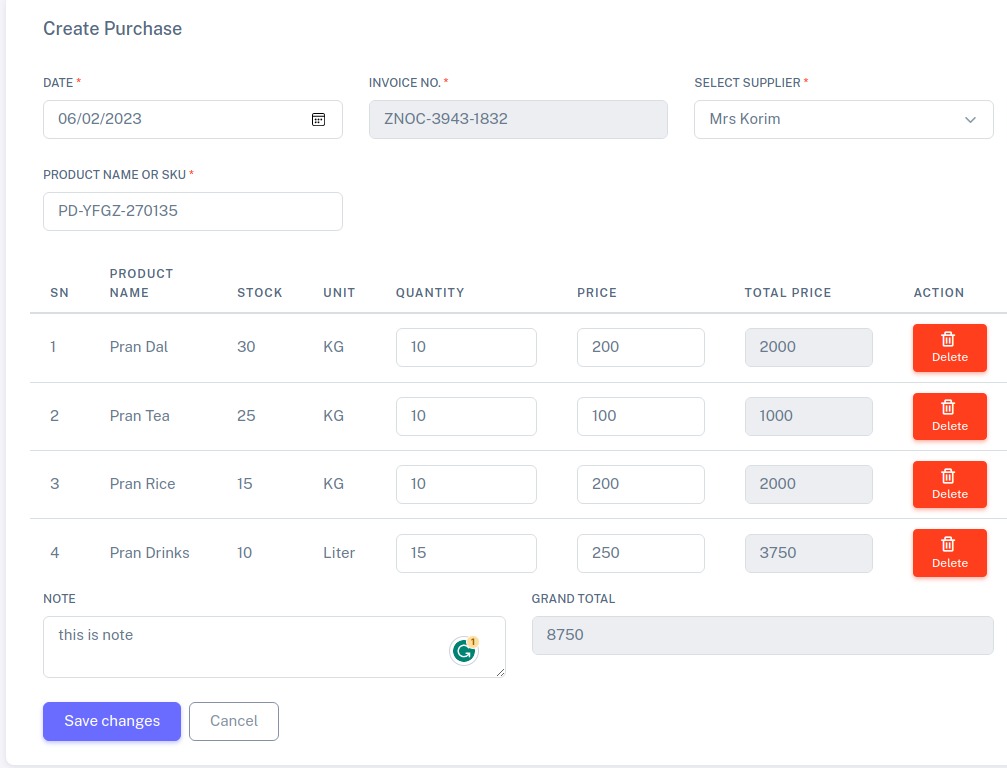 Create Purchase
DATE * INVOICE NO. * SELECT SUPPLIER *
06/02/2023 ZNOC-3943-1832 Mrs Korim
PRODUCT NAME OR SKU *
PD-YFGZ-270135
SN PRODUCT NAME STOCK UNIT QUANTITY PRICE TOTAL PRICE ACTION
1 Pran Dal 30 KG 10 200 2000 Delete
2 Pran Tea 25 KG 10 100 1000 Delete
3 Pran Rice 15 KG 10 200 2000 Delete
4 Pran Drinks 10 Liter 15 250 3750 Delete
NOTE GRAND TOTAL
this is note 1 8750
Save changes Cancel